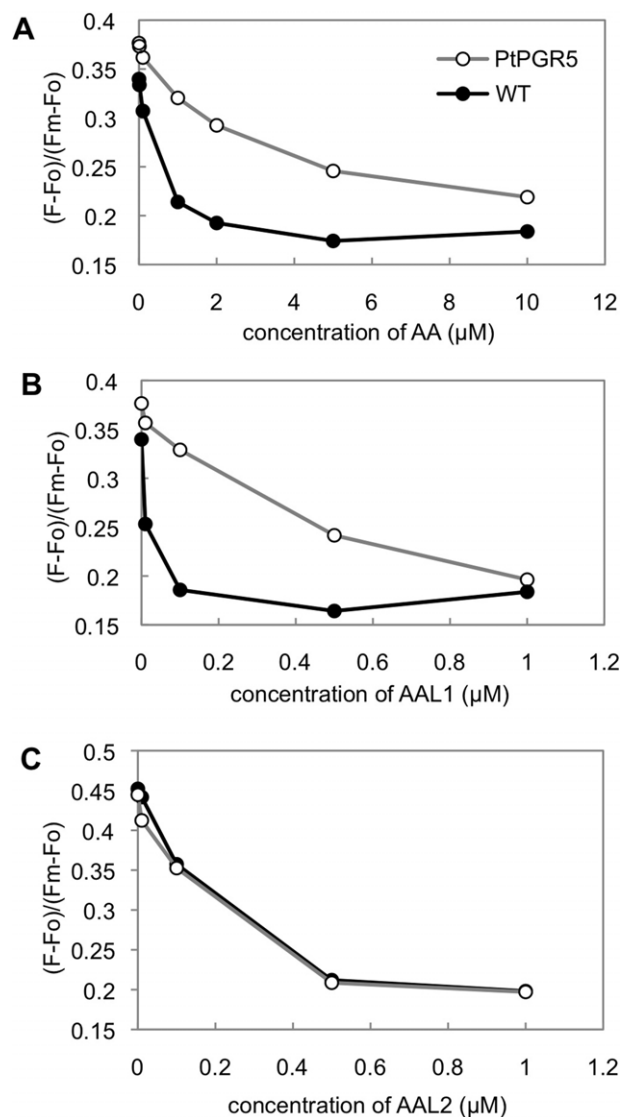 A
0.4
0.35
0.3
0.25
0.2
0.15
(F-Fo)/(Fm-Fo)
PtPGR5
WT
0 2 4 6 8 10 12
concentration of AA (µM)
B
0.4
0.35
0.3
0.25
0.2
0.15
(F-Fo)/(Fm-Fo)
0 0.2 0.4 0.6 0.8 1 1.2
concentration of AAL1 (µM)
C
0.5
0.45
0.4
0.35
0.3
0.25
0.2
0.15
(F-Fo)/(Fm-Fo)
0 0.2 0.4 0.6 0.8 1 1.2
concentration of AAL2 (µM)